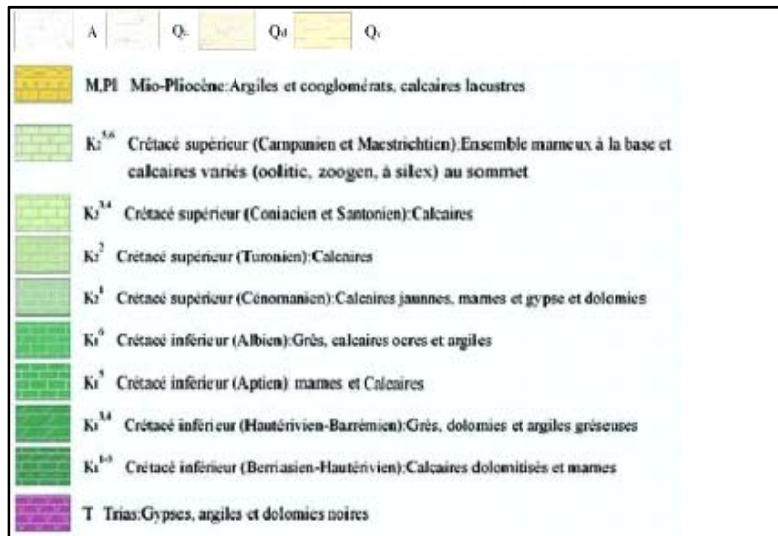 A Q Qd Q
M,Pl Mio-Pliocène:Argiles et conglomérats, calcaires lacustres
K₂⁵·⁶ Crétacé supérieur (Campanien et Maestrichtien):Ensemble marneux à la base et
calcaires variés (oolitic, zoogen, à silex) au sommet
K₂³·⁴ Crétacé supérieur (Coniacien et Santonien):Calcaires
K₂² Crétacé supérieur (Turonien):Calcaires
K₂¹ Crétacé supérieur (Cénomanien):Calcaires jaunnes, marnes et gypse et dolomies
K₁⁶ Crétacé inférieur (Albien):Grès, calcaires ocres et argiles
K₁⁵ Crétacé inférieur (Aptien) marnes et Calcaires
K₁³·⁴ Crétacé inférieur (Hautérivien-Barrémien):Grès, dolomies et argiles gréseuses
K₁¹⁻³ Crétacé inférieur (Berriasien-Hautérivien):Calcaires dolomitisés et marnes
T Trias:Gypses, argiles et dolomies noires